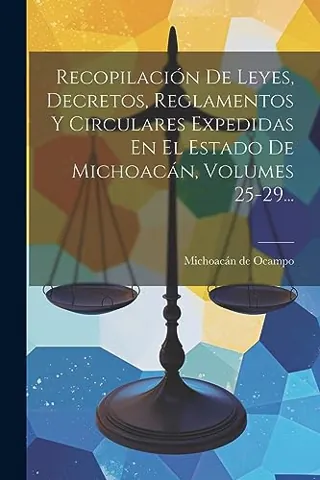 Recopilación De Leyes,
Decretos, Reglamentos
Y Circulares Expedidas
En El Estado De
Michoacán, Volumes
25-29...
Michoacán de Ocampo